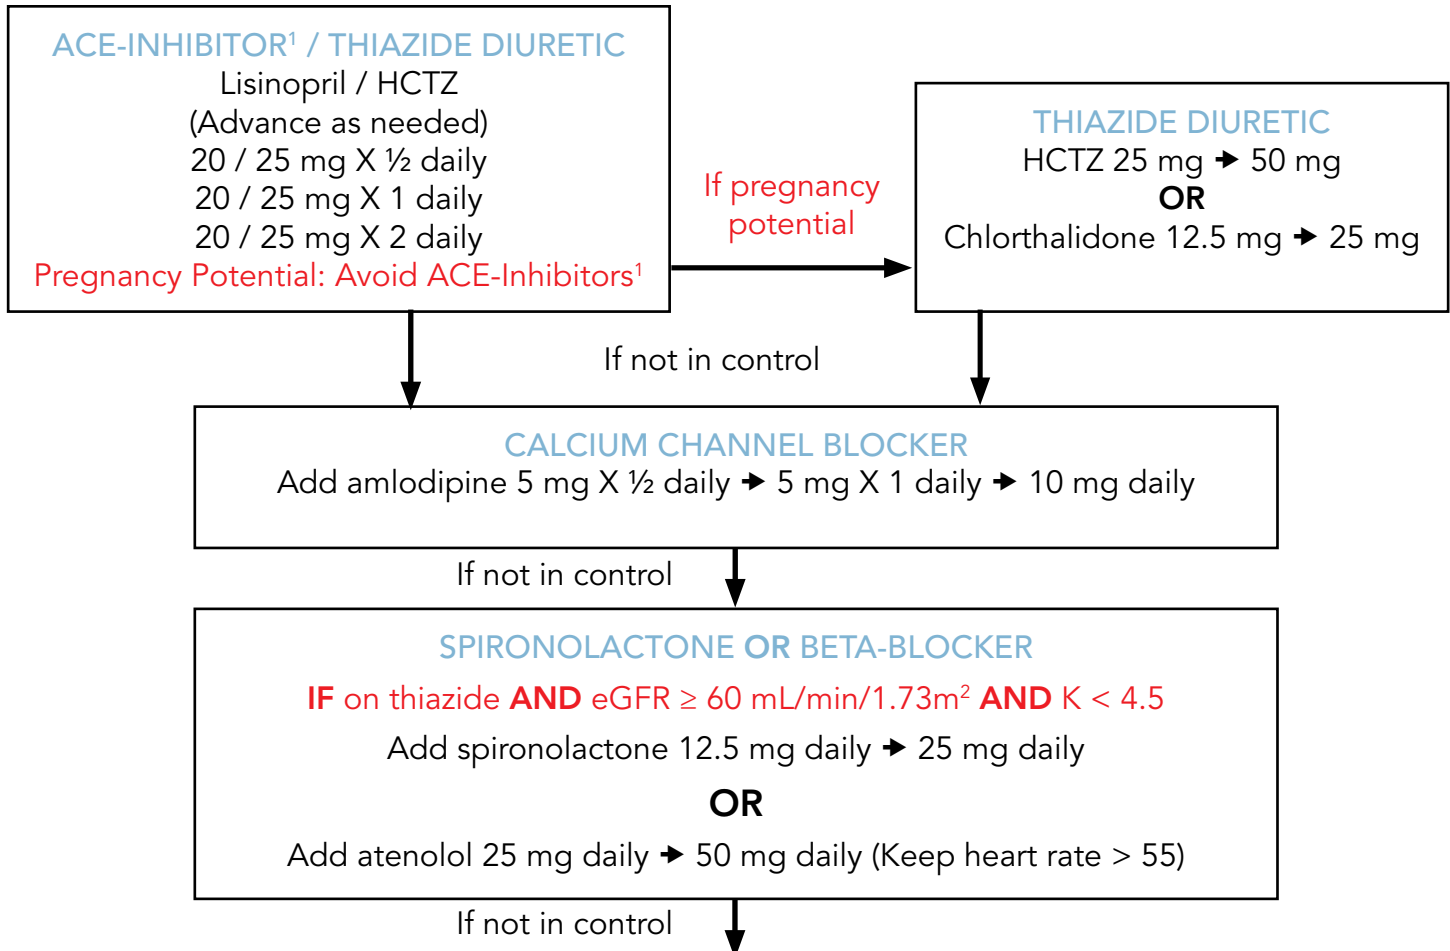 ACE-INHIBITOR¹ / THIAZIDE DIURETIC
Lisinopril / HCTZ
(Advance as needed)
20 / 25 mg X ½ daily
20 / 25 mg X 1 daily
20 / 25 mg X 2 daily
Pregnancy Potential: Avoid ACE-Inhibitors¹
If pregnancy
potential
THIAZIDE DIURETIC
HCTZ 25 mg ➜ 50 mg
OR
Chlorthalidone 12.5 mg ➜ 25 mg
If not in control
CALCIUM CHANNEL BLOCKER
Add amlodipine 5 mg X ½ daily ➜ 5 mg X 1 daily ➜ 10 mg daily
If not in control
SPIRONOLACTONE OR BETA-BLOCKER
IF on thiazide AND eGFR ≥ 60 mL/min/1.73m² AND K < 4.5
Add spironolactone 12.5 mg daily ➜ 25 mg daily
OR
Add atenolol 25 mg daily ➜ 50 mg daily (Keep heart rate > 55)
If not in control